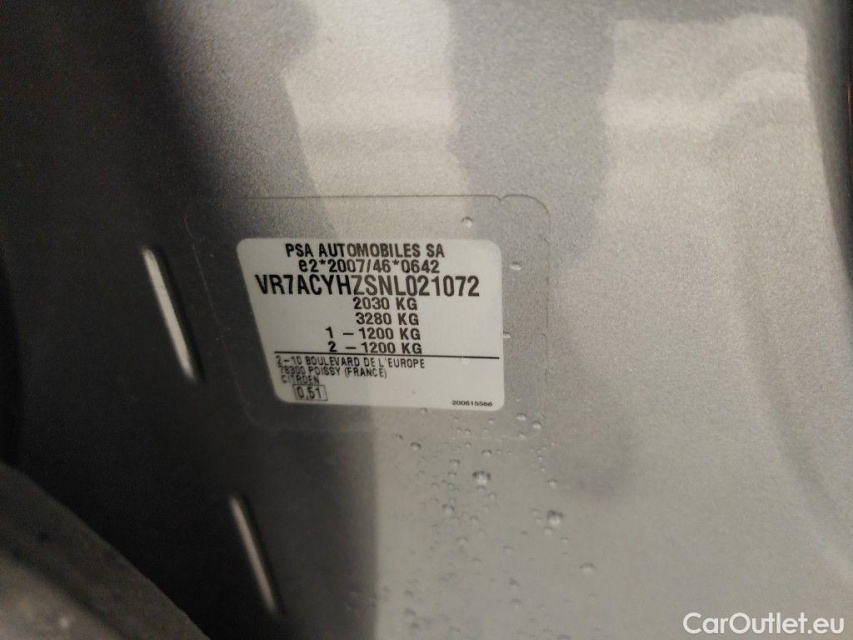 PSA AUTOMOBILES SA
e2*2007/46*0642
VR7ACYHZSNL021072
2030 KG
3280 KG
1 – 1200 KG
2 – 1200 KG
2–10 BOULEVARD DE L'EUROPE
78300 POISSY (FRANCE)
CITROEN
0,51
200615566
CarOutlet.eu